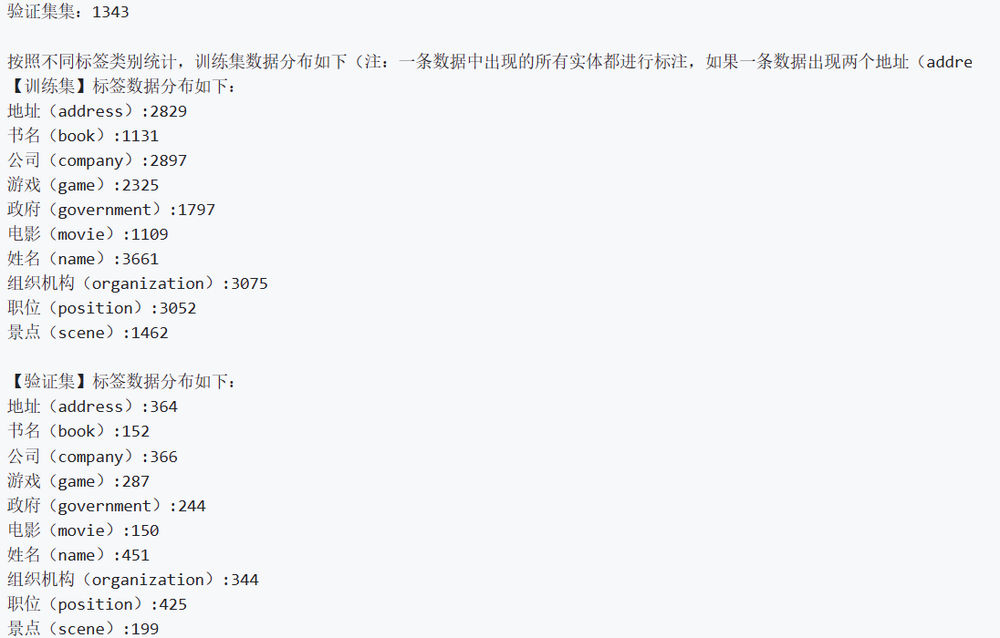 验证集集：1343
按照不同标签类别统计，训练集数据分布如下（注：一条数据中出现的所有实体都进行标注，如果一条数据出现两个地址（addre
【训练集】标签数据分布如下：
地址（address）:2829
书名（book）:1131
公司（company）:2897
游戏（game）:2325
政府（government）:1797
电影（movie）:1109
姓名（name）:3661
组织机构（organization）:3075
职位（position）:3052
景点（scene）:1462
【验证集】标签数据分布如下：
地址（address）:364
书名（book）:152
公司（company）:366
游戏（game）:287
政府（government）:244
电影（movie）:150
姓名（name）:451
组织机构（organization）:344
职位（position）:425
景点（scene）:199